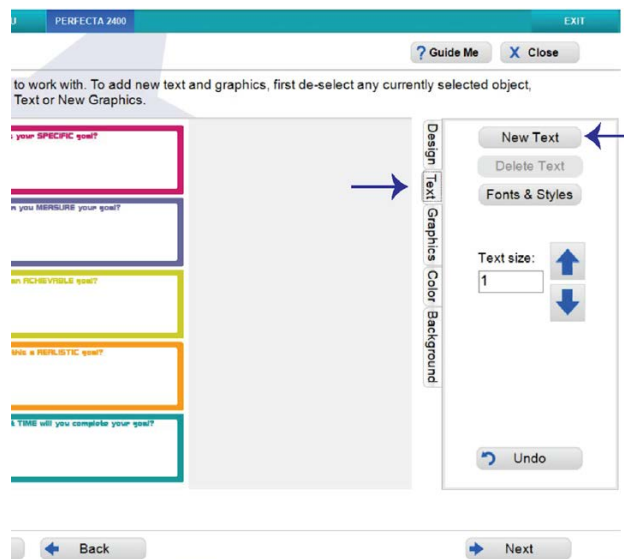 U PERFECTA 2400 EXIT
? Guide Me X Close
to work with. To add new text and graphics, first de-select any currently selected object,
Text or New Graphics.
your SPECIFIC goal?
you MEASURE your goal?
an ACHIEVABLE goal?
this a REALISTIC goal?
TIME will you complete your goal?
Design
Text
Graphics
Color
Background
New Text
Delete Text
Fonts & Styles
Text size:
1
Undo
Back
Next